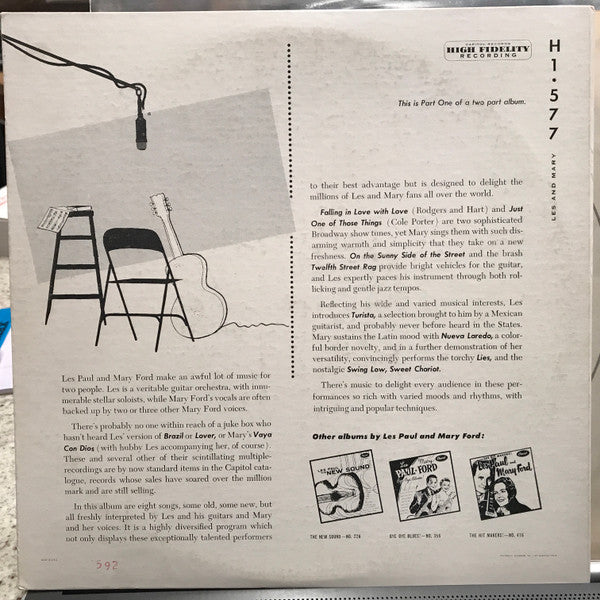 CAPITOL RECORDS
HIGH FIDELITY
RECORDING
H1·577
LES AND MARY
This is Part One of a two part album.
Les Paul and Mary Ford make an awful lot of music for
two people. Les is a veritable guitar orchestra, with innu-
merable stellar soloists, while Mary Ford's vocals are often
backed up by two or three other Mary Ford voices.
There's probably no one within reach of a juke box who
hasn't heard Les' version of Brazil or Lover, or Mary's Vaya
Con Dios (with hubby Les accompanying her, of course).
These and several other of their scintillating multiple-
recordings are by now standard items in the Capitol cata-
logue, records whose sales have soared over the million
mark and are still selling.
In this album are eight songs, some old, some new, but
all freshly interpreted by Les and his guitars and Mary
and her voices. It is a highly diversified program which
not only displays these exceptionally talented performers
to their best advantage but is designed to delight the
millions of Les and Mary fans all over the world.
Falling in Love with Love (Rodgers and Hart) and Just
One of Those Things (Cole Porter) are two sophisticated
Broadway show tunes, yet Mary sings them with such dis-
arming warmth and simplicity that they take on a new
freshness. On the Sunny Side of the Street and the brash
Twelfth Street Rag provide bright vehicles for the guitar,
and Les expertly paces his instrument through both rol-
licking and gentle jazz tempos.
Reflecting his wide and varied musical interests, Les
introduces Turista, a selection brought to him by a Mexican
guitarist, and probably never before heard in the States.
Mary sustains the Latin mood with Nueva Laredo, a color-
ful border novelty, and in a further demonstration of her
versatility, convincingly performs the torchy Lies, and the
nostalgic Swing Low, Sweet Chariot.
There's music to delight every audience in these per-
formances so rich with varied moods and rhythms, with
intriguing and popular techniques.
Other albums by Les Paul and Mary Ford:
NEW SOUND
PAUL · FORD
Les Paul and
Mary Ford
THE NEW SOUND—NO. 226
BYE BYE BLUES!—NO. 356
THE HIT MAKERS!—NO. 416
592